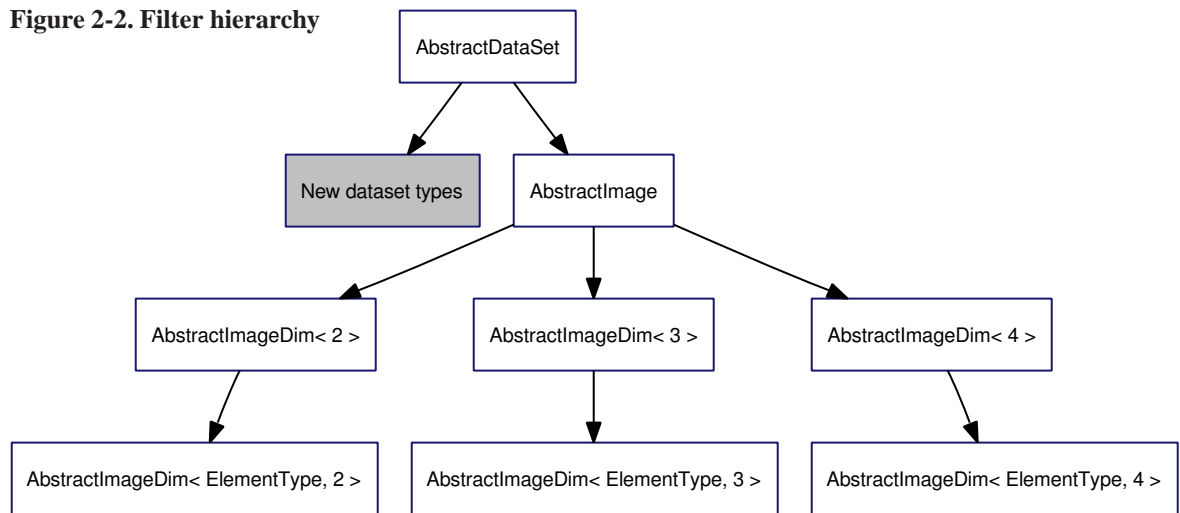 Figure 2-2. Filter hierarchy
AbstractDataSet
New dataset types
AbstractImage
AbstractImageDim< 2 >
AbstractImageDim< 3 >
AbstractImageDim< 4 >
AbstractImageDim< ElementType, 2 >
AbstractImageDim< ElementType, 3 >
AbstractImageDim< ElementType, 4 >